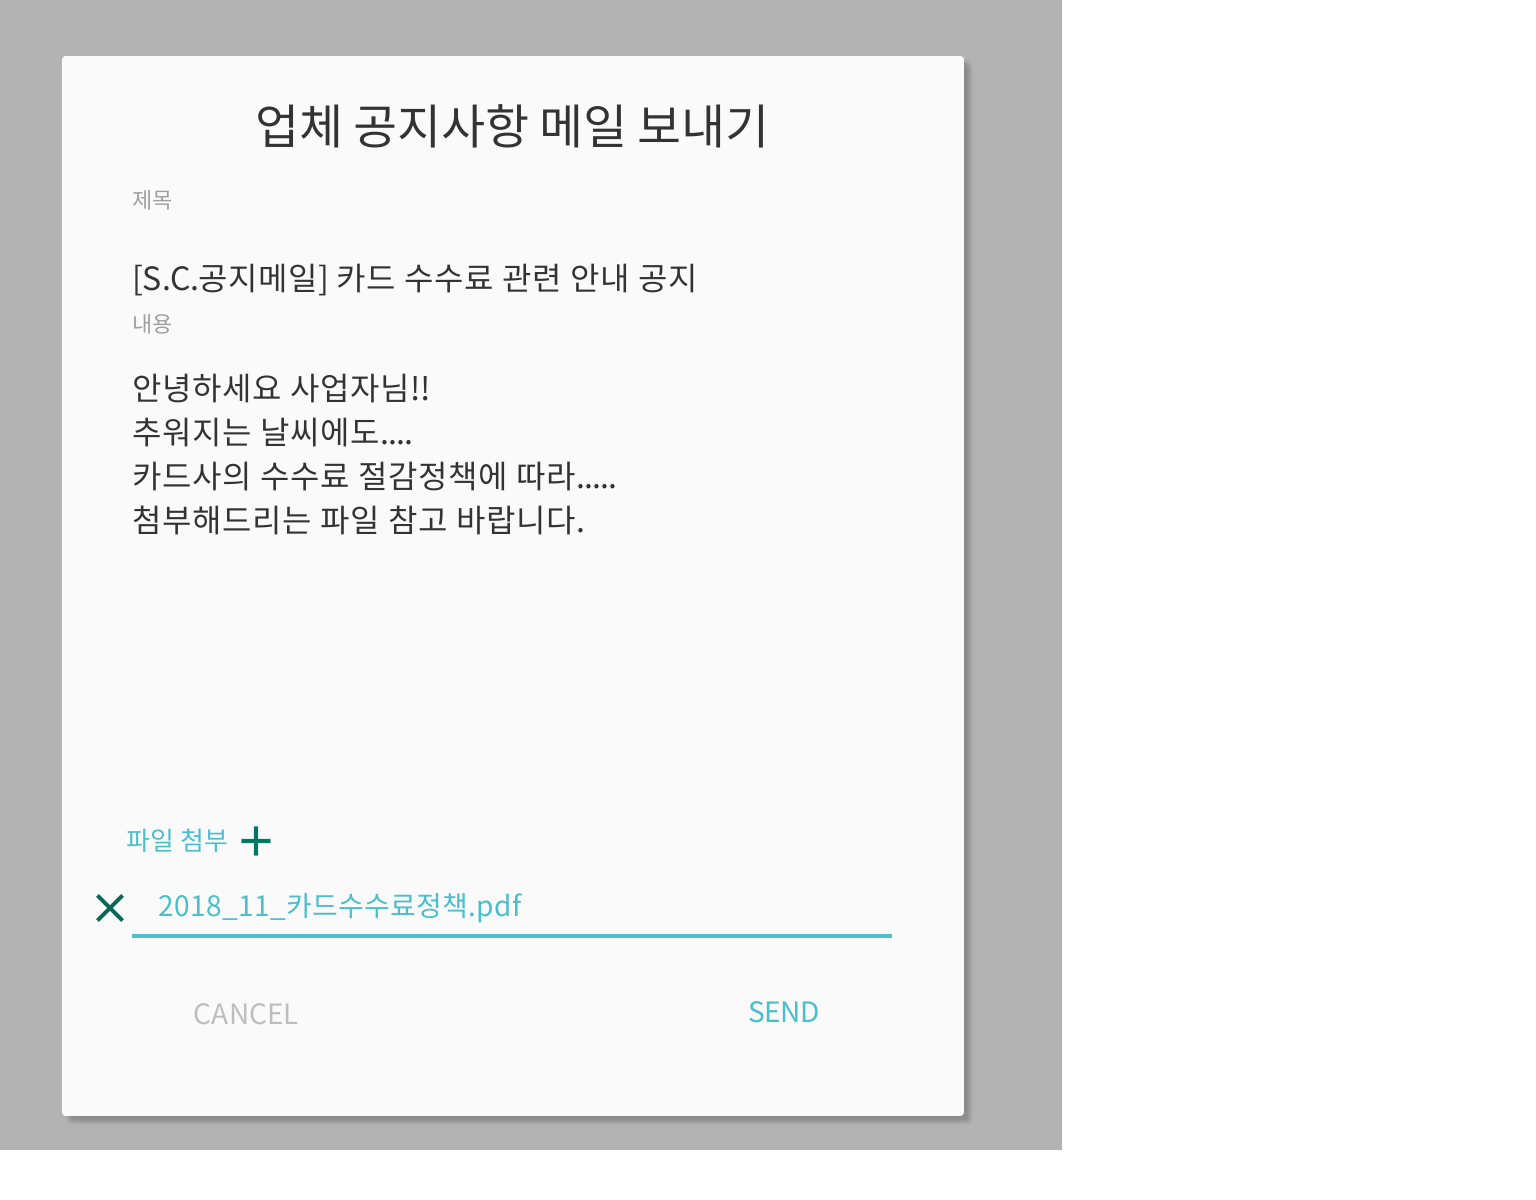 업체 공지사항 메일 보내기
제목
[S.C.공지메일] 카드 수수료 관련 안내 공지
내용
안녕하세요 사업자님!!
추워지는 날씨에도....
카드사의 수수료 절감정책에 따라.....
첨부해드리는 파일 참고 바랍니다.
파일 첨부
2018_11_카드수수료정책.pdf
CANCEL
SEND